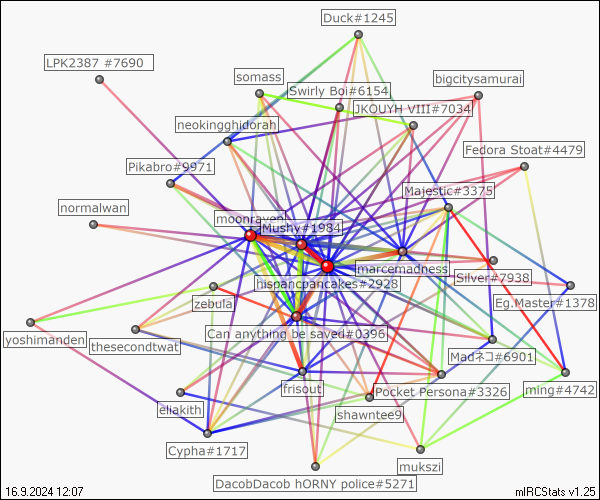 Duck#1245
LPK2387 #7690
somass
bigcitysamurai
Swirly Boi#6154
JKOUYH VIII#7034
neokingghidorah
Fedora Stoat#4479
Pikabro#9971
Majestic#3375
normalwan
moonraven
Mushy#1984
marcemadness
Silver#7938
hispancpancakes#2928
zebula
Eg.Master#1378
Can anything be saved#0396
yoshimanden
thesecondtwat
Madネコ#6901
frisout
Pocket Persona#3326
ming#4742
eliakith
shawntee9
Cypha#1717
mukszi
DacobDacob hORNY police#5271
16.9.2024 12:07
mIRCStats v1.25